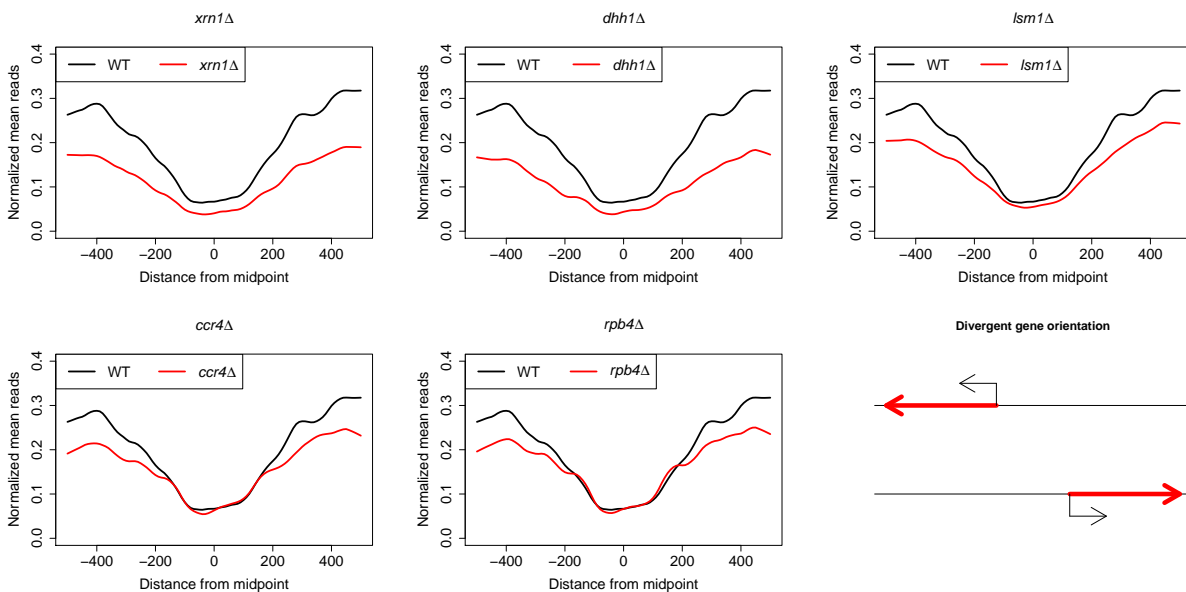 xrn1Δ
dhh1Δ
lsm1Δ
Normalized mean reads
0.0 0.1 0.2 0.3 0.4
WT xrn1Δ
−400 −200 0 200 400
Distance from midpoint
Normalized mean reads
0.0 0.1 0.2 0.3 0.4
WT dhh1Δ
−400 −200 0 200 400
Distance from midpoint
Normalized mean reads
0.0 0.1 0.2 0.3 0.4
WT lsm1Δ
−400 −200 0 200 400
Distance from midpoint
ccr4Δ
rpb4Δ
Divergent gene orientation
Normalized mean reads
0.0 0.1 0.2 0.3 0.4
WT ccr4Δ
−400 −200 0 200 400
Distance from midpoint
Normalized mean reads
0.0 0.1 0.2 0.3 0.4
WT rpb4Δ
−400 −200 0 200 400
Distance from midpoint